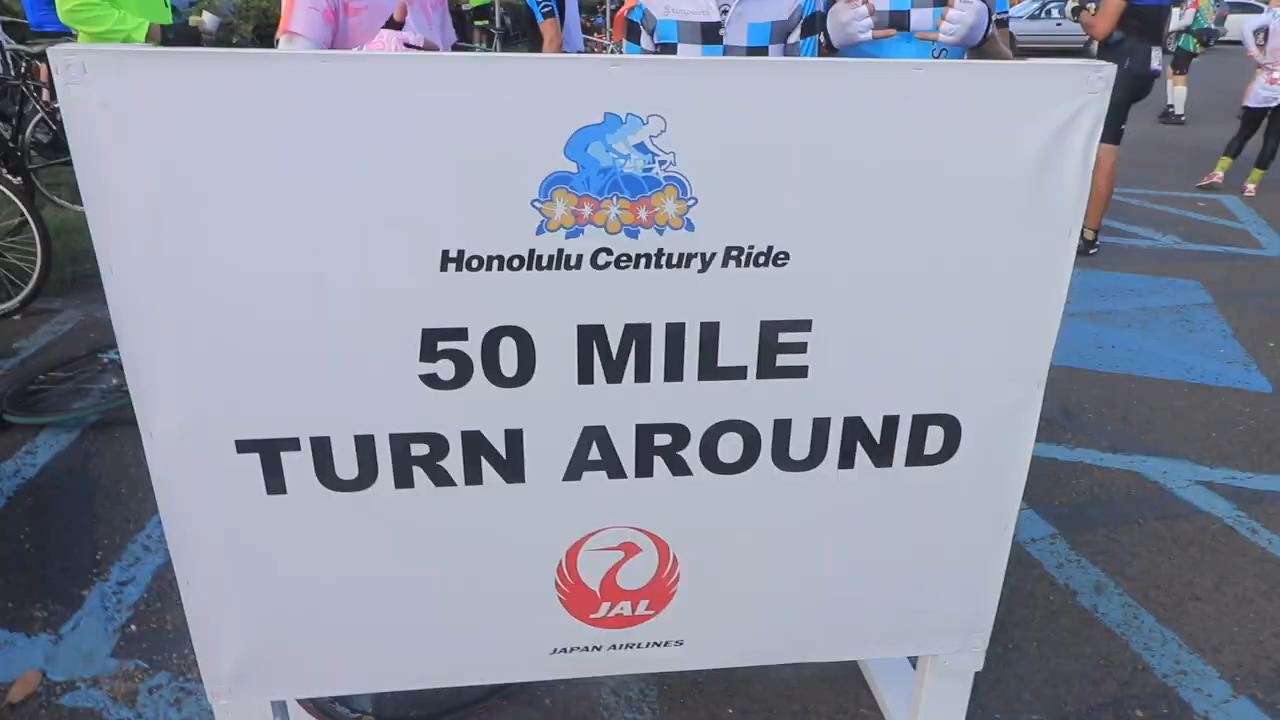 Honolulu Century Ride
50 MILE
TURN AROUND
JAL
JAPAN AIRLINES